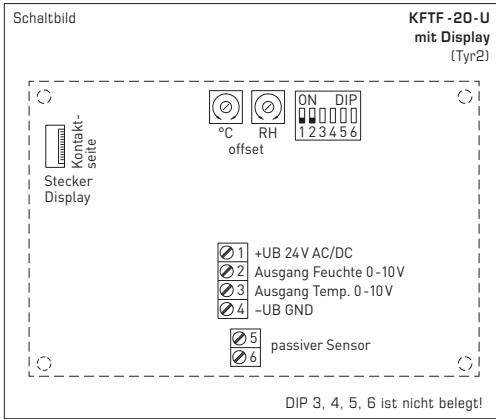 Schaltbild
KFTF-20-U
mit Display
(Tyr2)
ON DIP
1 2 3 4 5 6
°C RH
offset
Kontakt-
seite
Stecker
Display
1 +UB 24V AC/DC
2 Ausgang Feuchte 0-10V
3 Ausgang Temp. 0-10V
4 –UB GND
5
passiver Sensor
6
DIP 3, 4, 5, 6 ist nicht belegt!